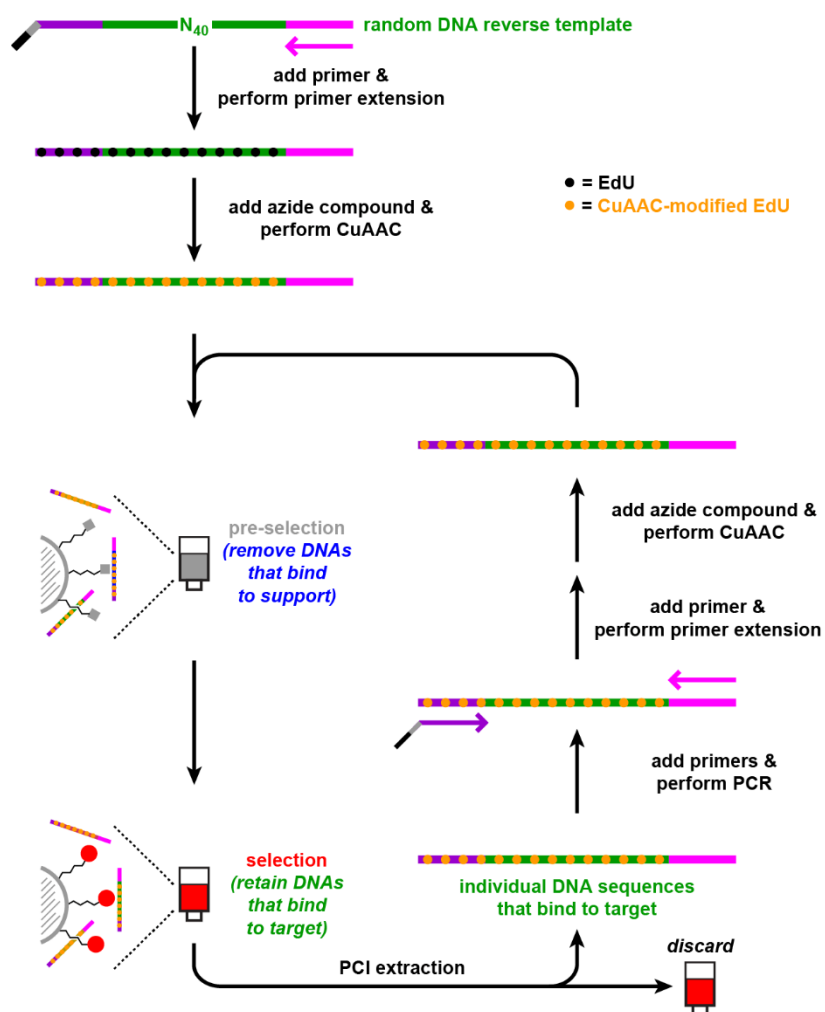 N40
random DNA reverse template
add primer &
perform primer extension
add azide compound &
perform CuAAC
● = EdU
● = CuAAC-modified EdU
pre-selection
(remove DNAs
that bind
to support)
selection
(retain DNAs
that bind
to target)
PCI extraction
discard
individual DNA sequences
that bind to target
add primers &
perform PCR
add primer &
perform primer extension
add azide compound &
perform CuAAC